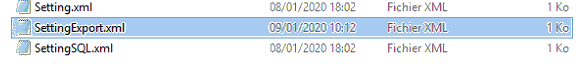 Setting.xml 08/01/2020 18:02 Fichier XML 1 Ko
SettingExport.xml 09/01/2020 10:12 Fichier XML 1 Ko
SettingSQL.xml 08/01/2020 18:02 Fichier XML 1 Ko